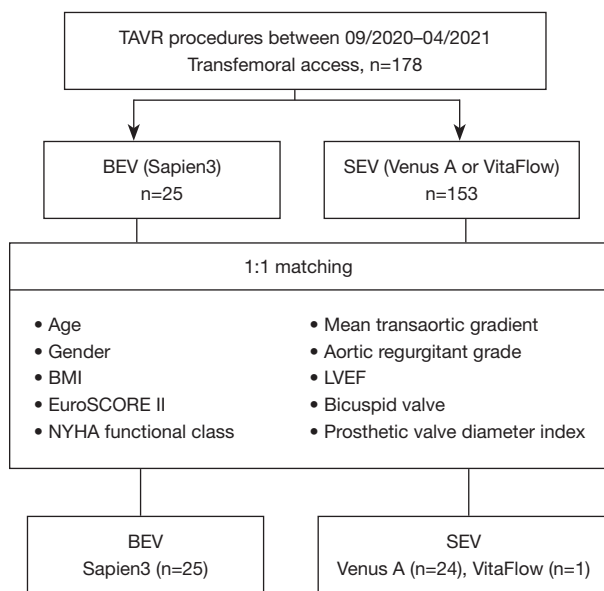 TAVR procedures between 09/2020–04/2021
Transfemoral access, n=178
BEV (Sapien3)
n=25
SEV (Venus A or VitaFlow)
n=153
1:1 matching
• Age
• Gender
• BMI
• EuroSCORE II
• NYHA functional class
• Mean transaortic gradient
• Aortic regurgitant grade
• LVEF
• Bicuspid valve
• Prosthetic valve diameter index
BEV
Sapien3 (n=25)
SEV
Venus A (n=24), VitaFlow (n=1)